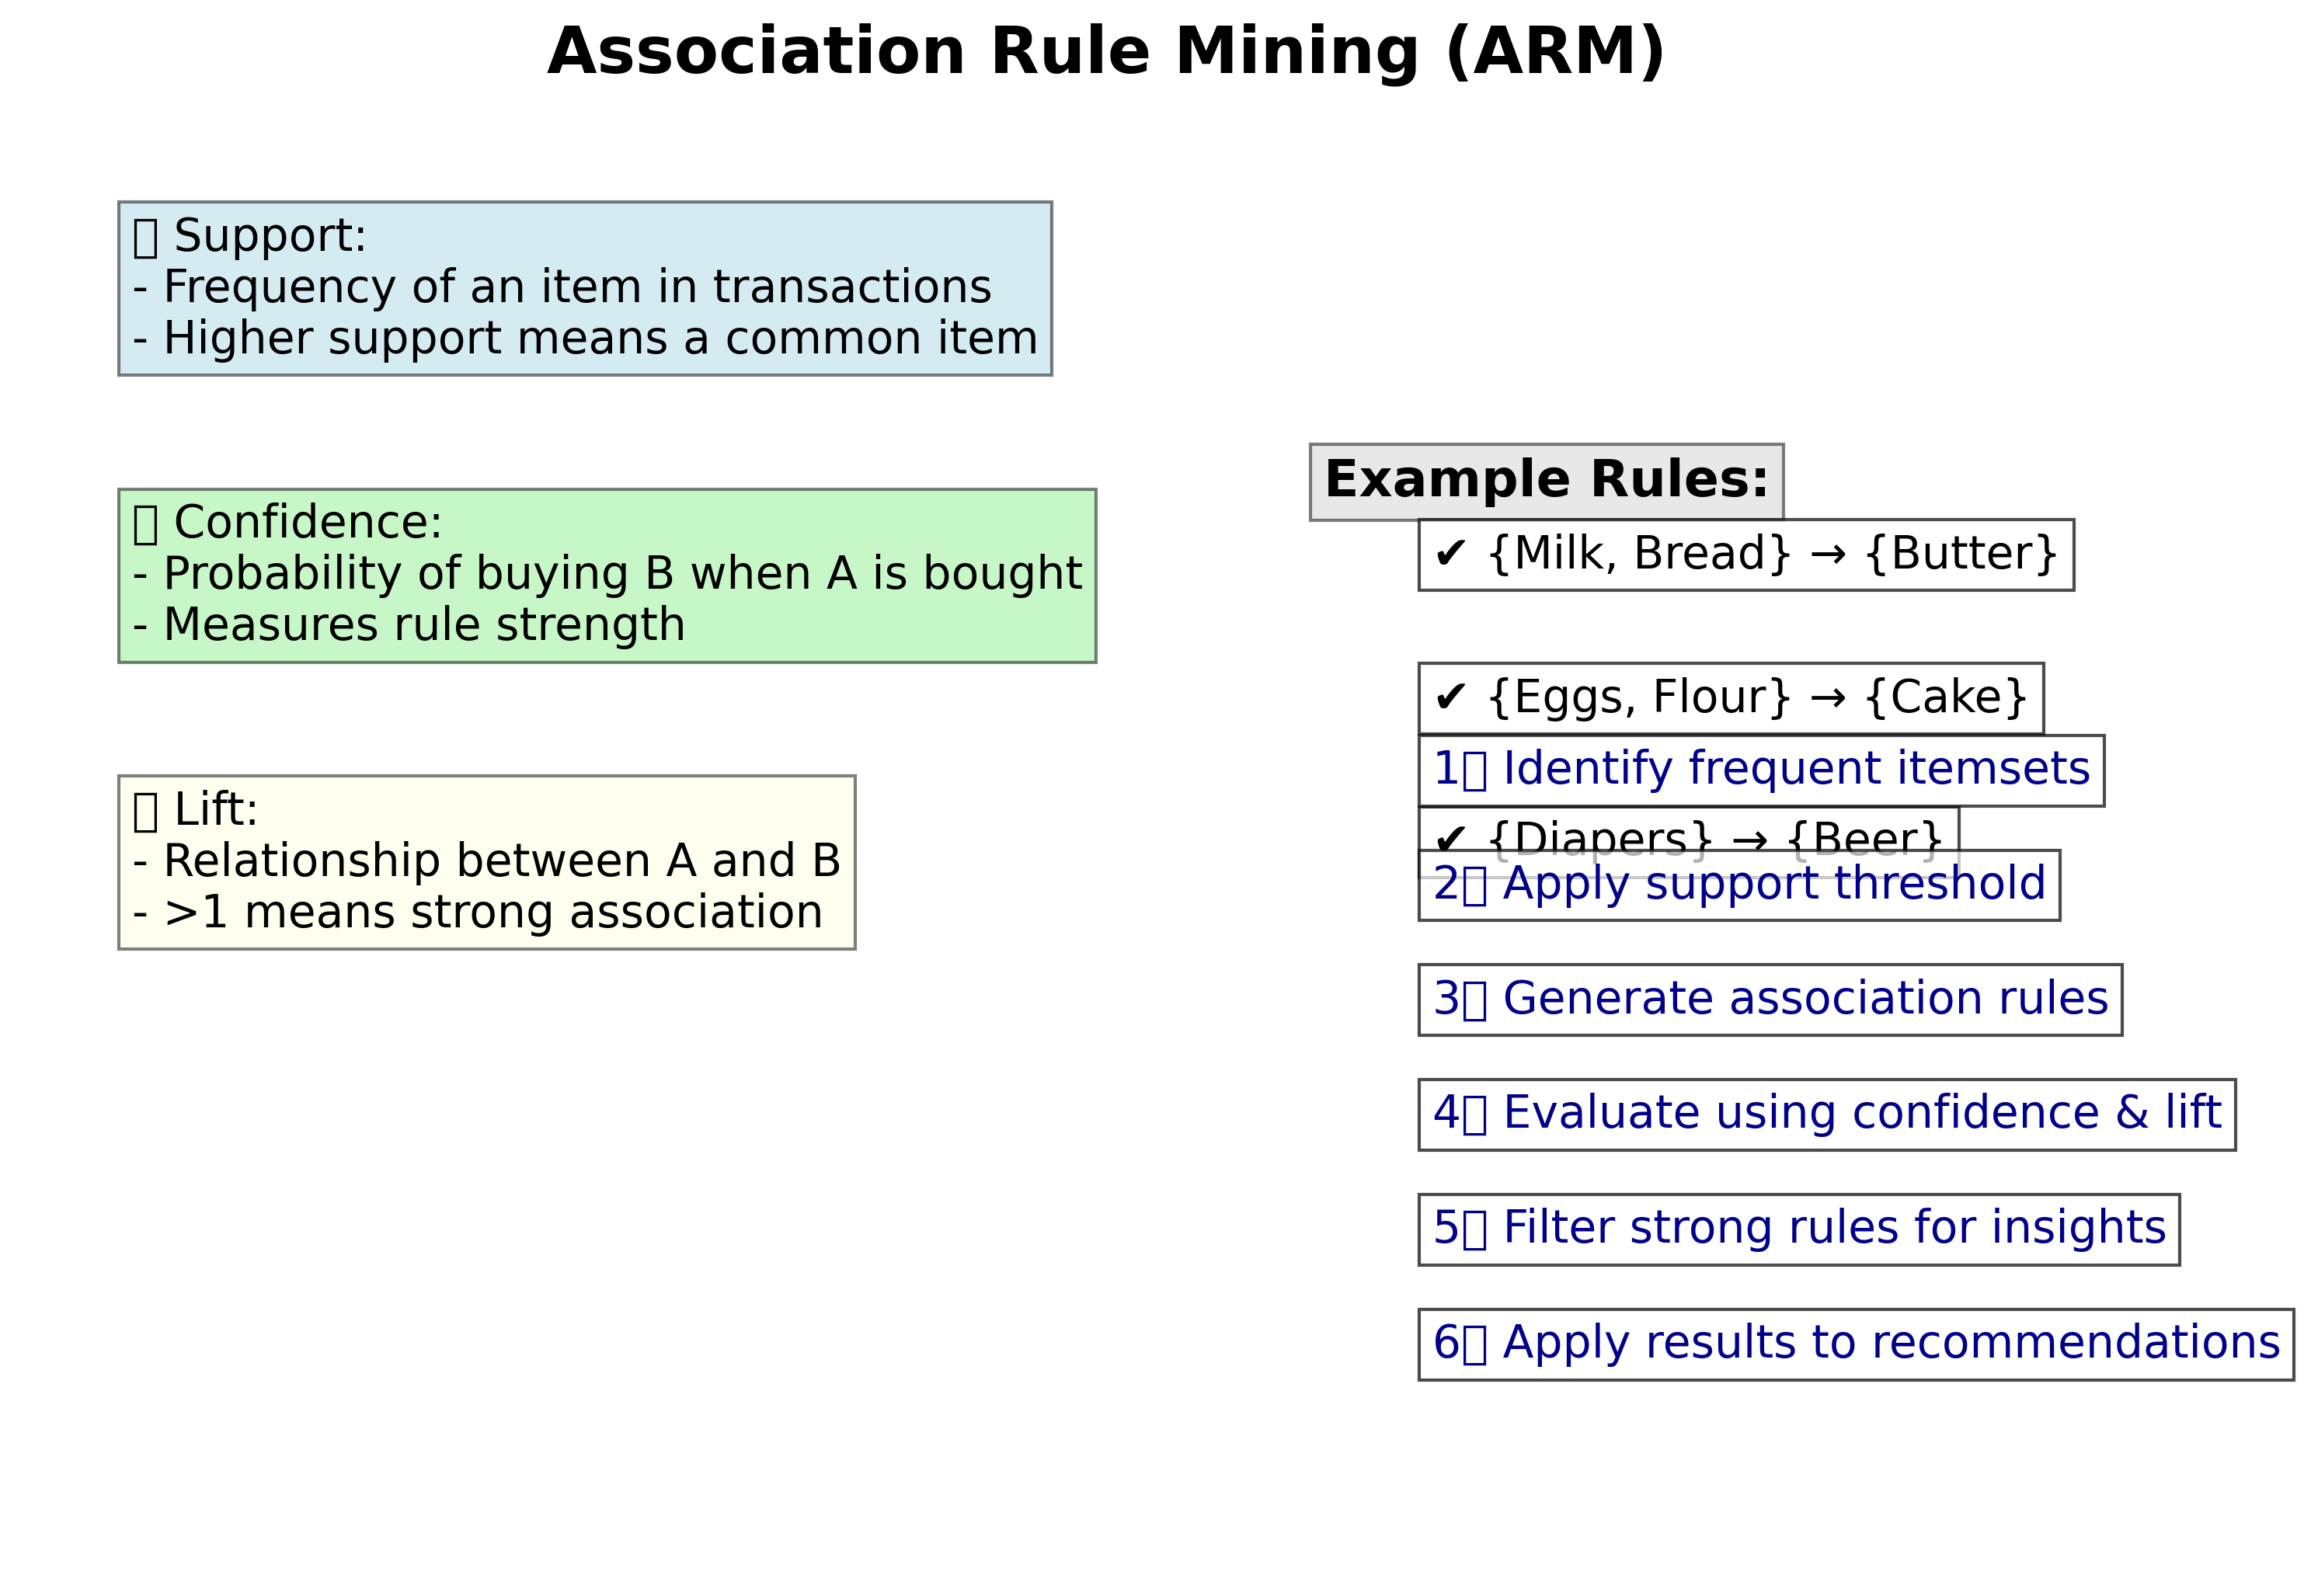 Association Rule Mining (ARM)
▯ Support:
- Frequency of an item in transactions
- Higher support means a common item
▯ Confidence:
- Probability of buying B when A is bought
- Measures rule strength
▯ Lift:
- Relationship between A and B
- >1 means strong association
Example Rules:
✔ {Milk, Bread} → {Butter}
✔ {Eggs, Flour} → {Cake}
1▯ Identify frequent itemsets
✔ {Diapers} → {Beer}
2▯ Apply support threshold
3▯ Generate association rules
4▯ Evaluate using confidence & lift
5▯ Filter strong rules for insights
6▯ Apply results to recommendations